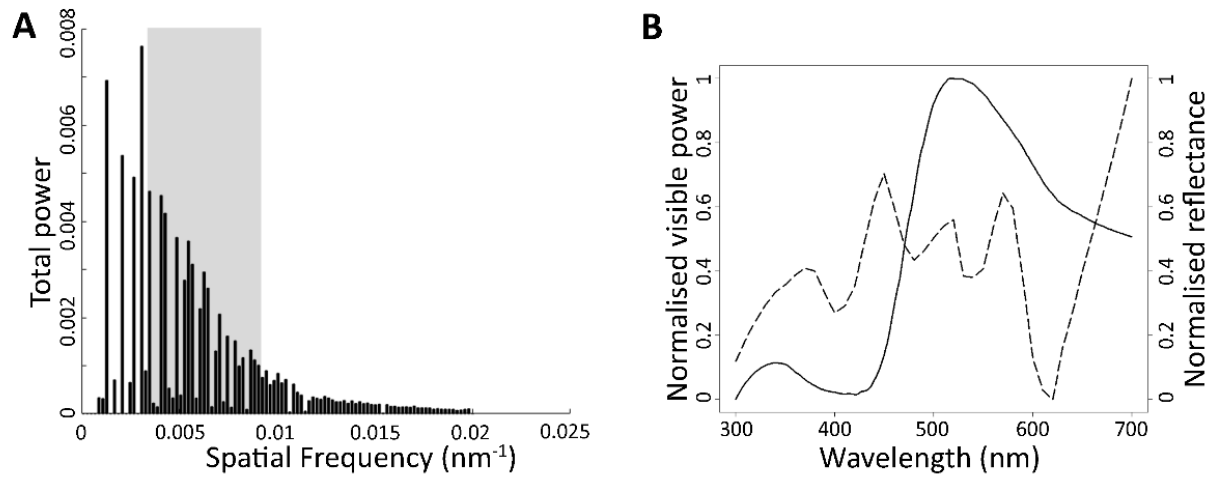 A
Total power
0.008
0.006
0.004
0.002
0
0 0.005 0.01 0.015 0.02 0.025
Spatial Frequency (nm-1)
B
Normalised visible power
1
0.8
0.6
0.4
0.2
0
300 400 500 600 700
Wavelength (nm)
1
0.8
0.6
0.4
0.2
0
Normalised reflectance